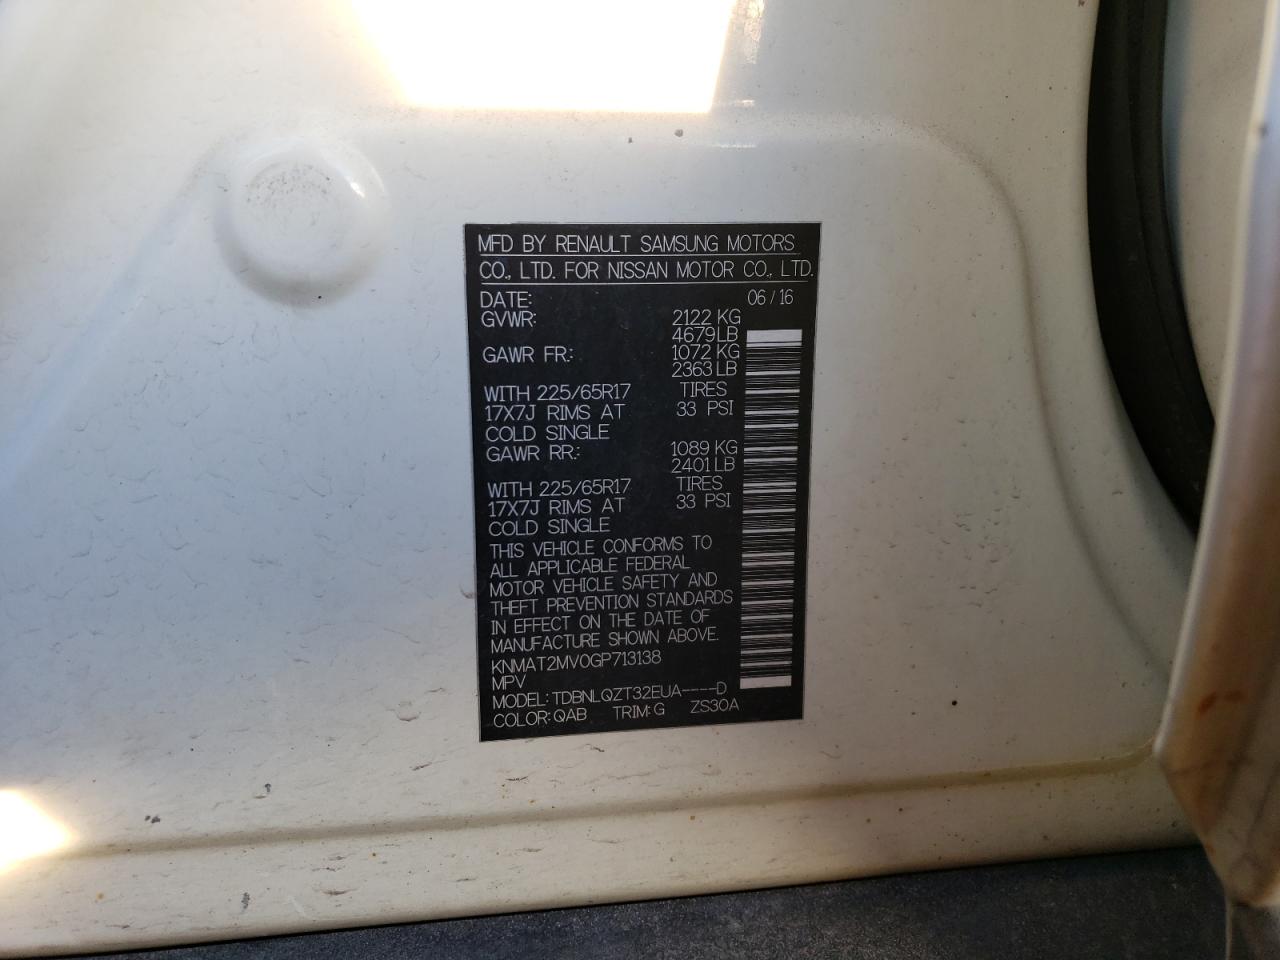 MFD BY RENAULT SAMSUNG MOTORS
CO., LTD. FOR NISSAN MOTOR CO., LTD.
DATE: 06 / 16
GVWR: 2122 KG
4679 LB
GAWR FR: 1072 KG
2363 LB
WITH 225/65R17 TIRES
17X7J RIMS AT 33 PSI
COLD SINGLE
GAWR RR: 1089 KG
2401 LB
WITH 225/65R17 TIRES
17X7J RIMS AT 33 PSI
COLD SINGLE
THIS VEHICLE CONFORMS TO
ALL APPLICABLE FEDERAL
MOTOR VEHICLE SAFETY AND
THEFT PREVENTION STANDARDS
IN EFFECT ON THE DATE OF
MANUFACTURE SHOWN ABOVE.
KNMAT2MV0GP713138
MPV
MODEL: TDBNLQZT32EUA----D
COLOR: QAB TRIM: G ZS30A